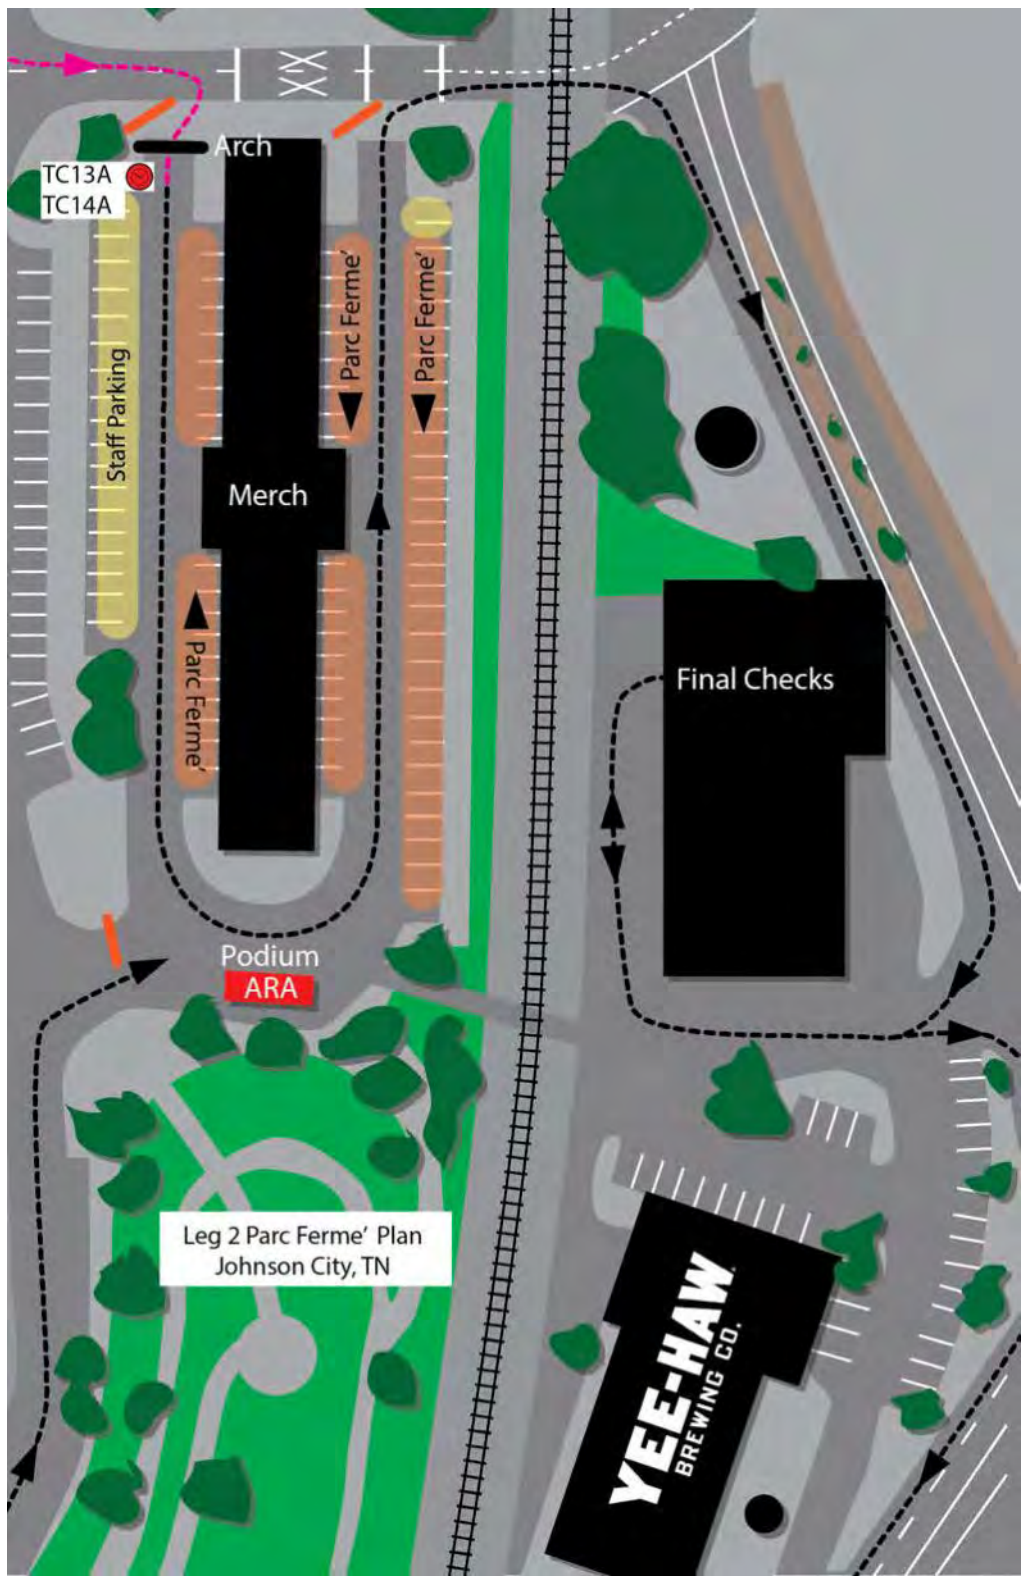 Arch
TC13A
TC14A
Staff Parking
Parc Ferme'
Parc Ferme'
Merch
Parc Ferme'
Final Checks
Podium
ARA
Leg 2 Parc Ferme' Plan
Johnson City, TN
YEE-HAW
BREWING CO.